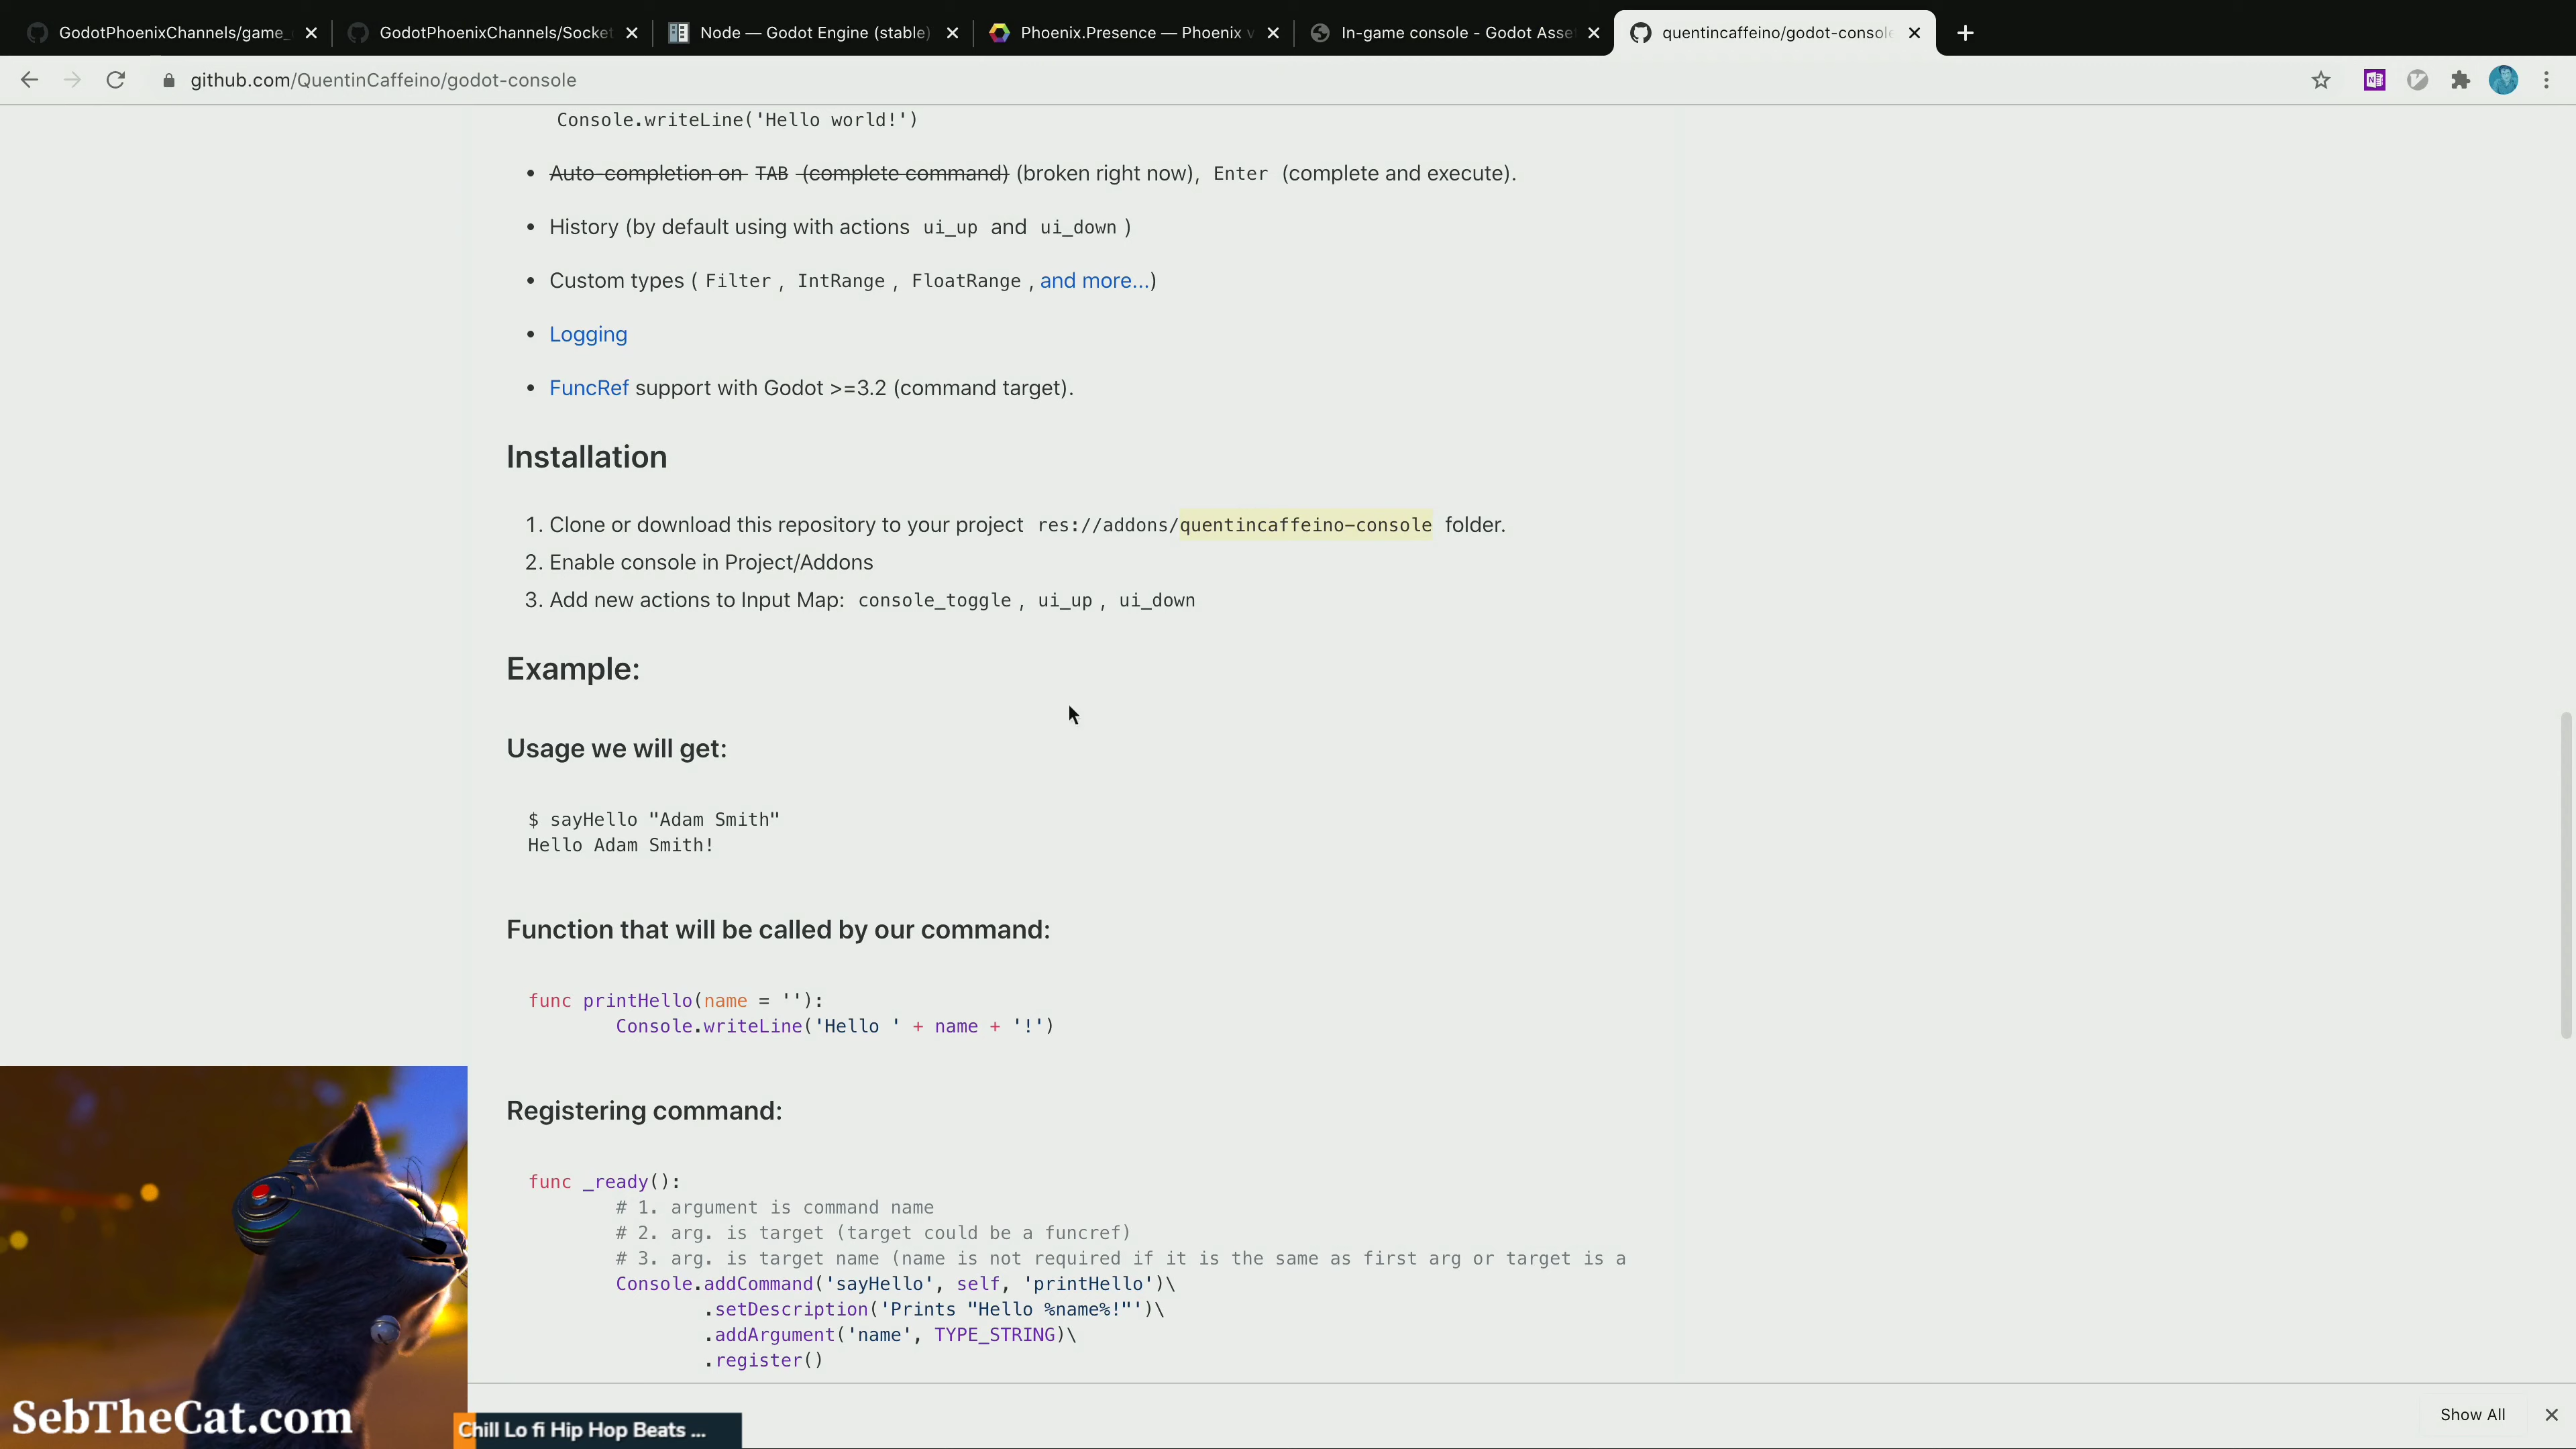 GodotPhoenixChannels/game_
GodotPhoenixChannels/Socket
Node — Godot Engine (stable)
Phoenix.Presence — Phoenix v
In-game console - Godot Asse
quentincaffeino/godot-console
github.com/QuentinCaffeino/godot-console
Console.writeLine('Hello world!')
• Auto-completion on TAB (complete command) (broken right now), Enter (complete and execute).
• History (by default using with actions ui_up and ui_down )
• Custom types ( Filter , IntRange , FloatRange , and more...)
• Logging
• FuncRef support with Godot >=3.2 (command target).
Installation
1. Clone or download this repository to your project res://addons/quentincaffeino-console folder.
2. Enable console in Project/Addons
3. Add new actions to Input Map: console_toggle , ui_up , ui_down
Example:
Usage we will get:
$ sayHello "Adam Smith"
Hello Adam Smith!
Function that will be called by our command:
func printHello(name = ''):
Console.writeLine('Hello ' + name + '!')
Registering command:
func _ready():
# 1. argument is command name
# 2. arg. is target (target could be a funcref)
# 3. arg. is target name (name is not required if it is the same as first arg or target is a
Console.addCommand('sayHello', self, 'printHello')\
.setDescription('Prints "Hello %name%!"')\
.addArgument('name', TYPE_STRING)\
.register()
SebTheCat.com
Chill Lo fi Hip Hop Beats ...
Show All